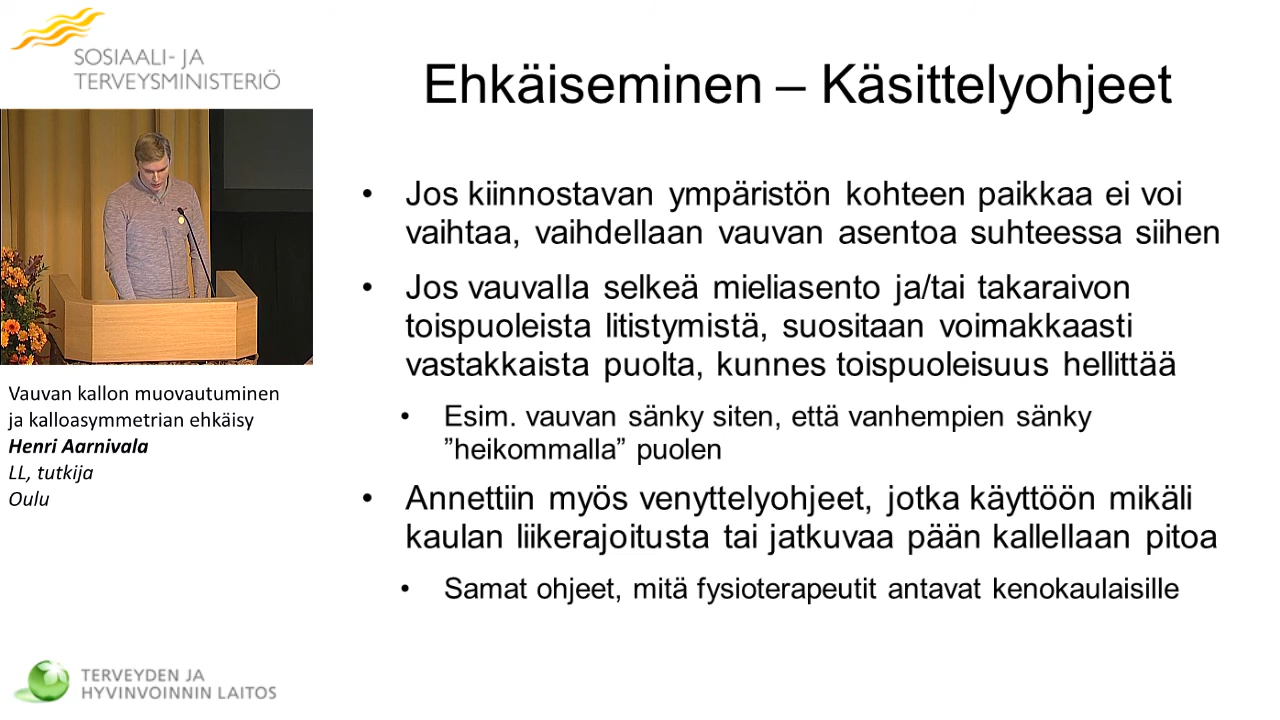 SOSIAALI- JA
TERVEYSMINISTERIÖ
Ehkäiseminen – Käsittelyohjeet
• Jos kiinnostavan ympäristön kohteen paikkaa ei voi
vaihtaa, vaihdellaan vauvan asentoa suhteessa siihen
• Jos vauvalla selkeä mieliasento ja/tai takaraivon
toispuoleista litistymistä, suositaan voimakkaasti
vastakkaista puolta, kunnes toispuoleisuus hellittää
• Esim. vauvan sänky siten, että vanhempien sänky
”heikommalla” puolen
• Annettiin myös venyttelyohjeet, jotka käyttöön mikäli
kaulan liikerajoitusta tai jatkuvaa pään kallellaan pitoa
• Samat ohjeet, mitä fysioterapeutit antavat kenokaulaisille
Vauvan kallon muovautuminen
ja kalloasymmetrian ehkäisy
Henri Aarnivala
LL, tutkija
Oulu
TERVEYDEN JA
HYVINVOINNIN LAITOS